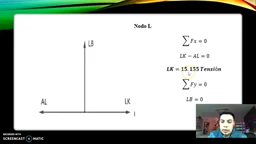 Nodo L
LB
∑Fx = 0
LK − AL = 0
LK = 15.155 Tensión
∑Fy = 0
LB = 0
AL
LK
RECORDED WITH
SCREENCAST-O-MATIC